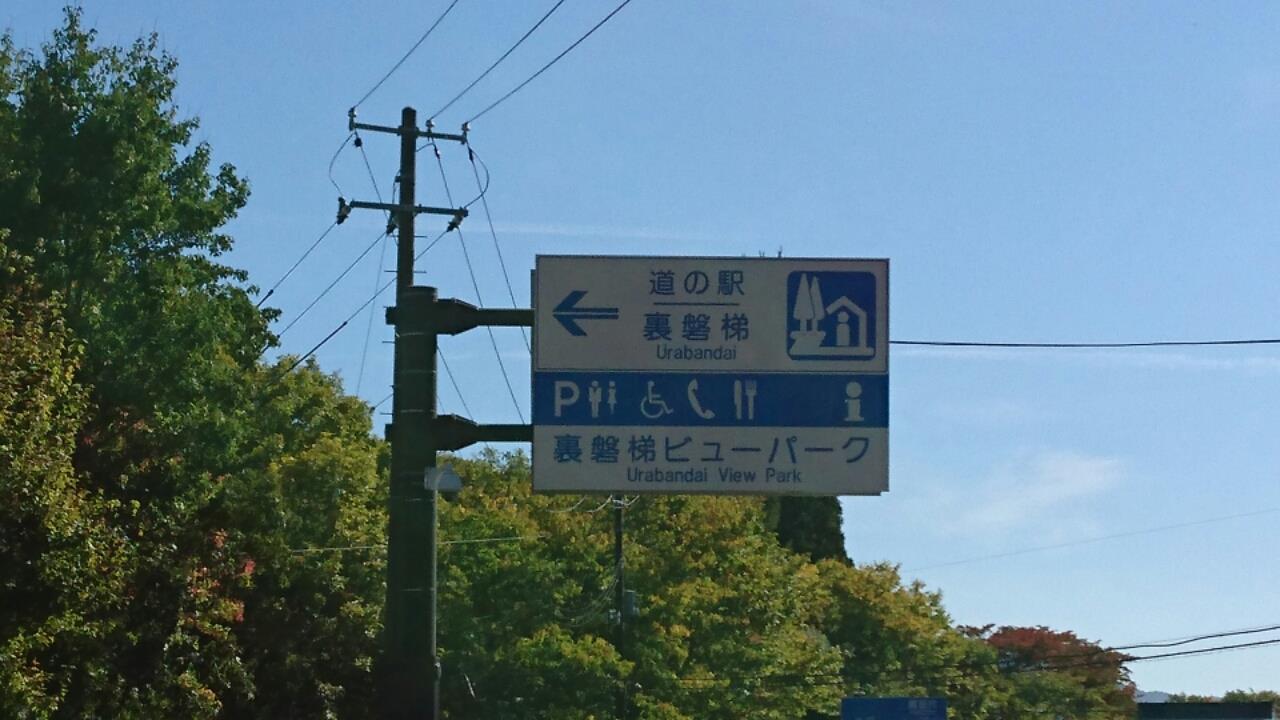 道の駅
裏磐梯
Urabandai
P
裏磐梯ビューパーク
Urabandai View Park